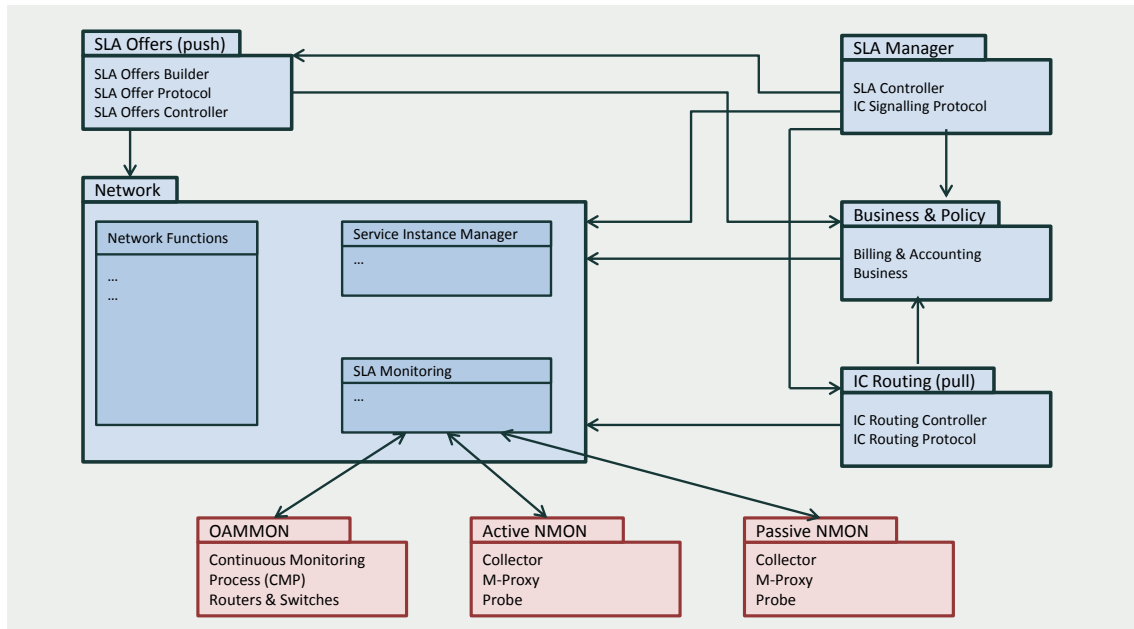 SLA Offers (push)
SLA Offers Builder
SLA Offer Protocol
SLA Offers Controller
SLA Manager
SLA Controller
IC Signalling Protocol
Network
Network Functions
...
...
Service Instance Manager
...
SLA Monitoring
...
Business & Policy
Billing & Accounting
Business
IC Routing (pull)
IC Routing Controller
IC Routing Protocol
OAMMON
Continuous Monitoring
Process (CMP)
Routers & Switches
Active NMON
Collector
M-Proxy
Probe
Passive NMON
Collector
M-Proxy
Probe